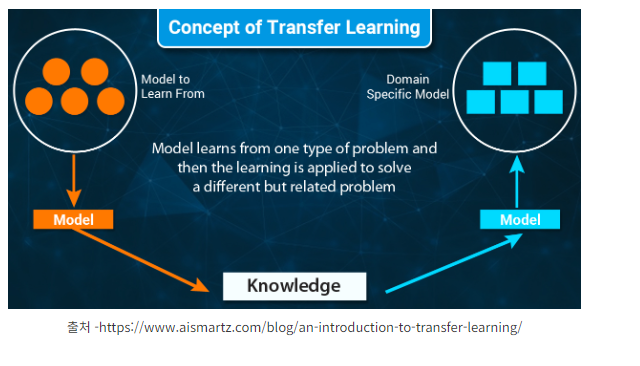 Concept of Transfer Learning
Model to
Learn From
Domain
Specific Model
Model learns from one type of problem and
then the learning is applied to solve
a different but related problem
Model
Model
Knowledge
출처 -https://www.aismartz.com/blog/an-introduction-to-transfer-learning/